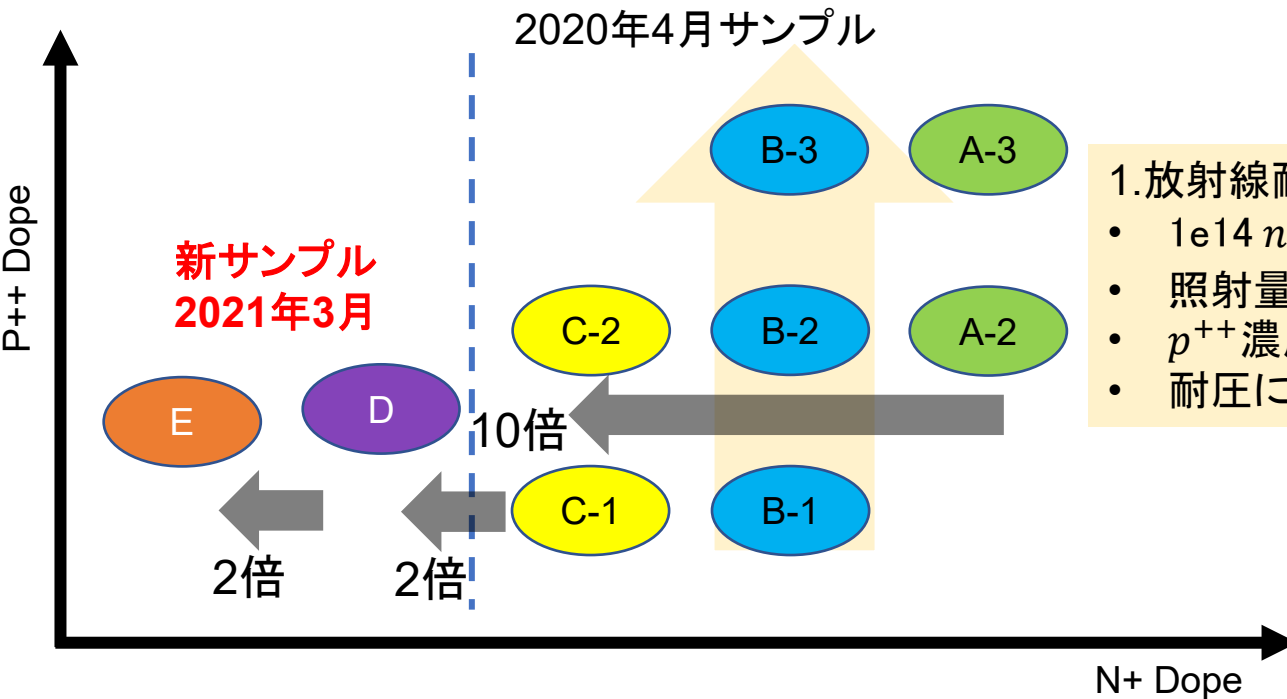 2020年4月サンプル
P++ Dope
B-3
A-3
新サンプル
2021年3月
C-2
B-2
A-2
E
D
10倍
C-1
B-1
2倍
2倍
N+ Dope
1.放射線耐
• 1e14 n
• 照射量
• p⁺⁺濃
• 耐圧に